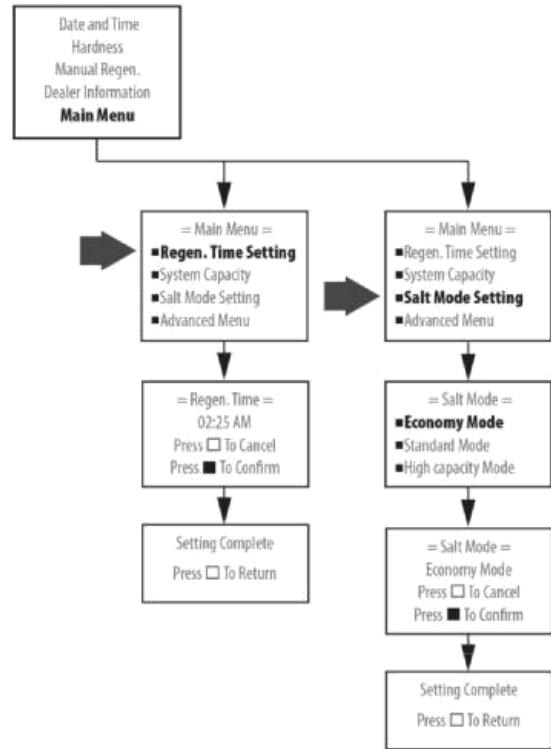 Date and Time
Hardness
Manual Regen.
Dealer Information
Main Menu
= Main Menu =
■Regen. Time Setting
■System Capacity
■Salt Mode Setting
■Advanced Menu
= Regen. Time =
02:25 AM
Press □ To Cancel
Press ■ To Confirm
Setting Complete
Press □ To Return
= Main Menu =
■Regen. Time Setting
■System Capacity
■Salt Mode Setting
■Advanced Menu
= Salt Mode =
■Economy Mode
■Standard Mode
■High capacity Mode
= Salt Mode =
Economy Mode
Press □ To Cancel
Press ■ To Confirm
Setting Complete
Press □ To Return